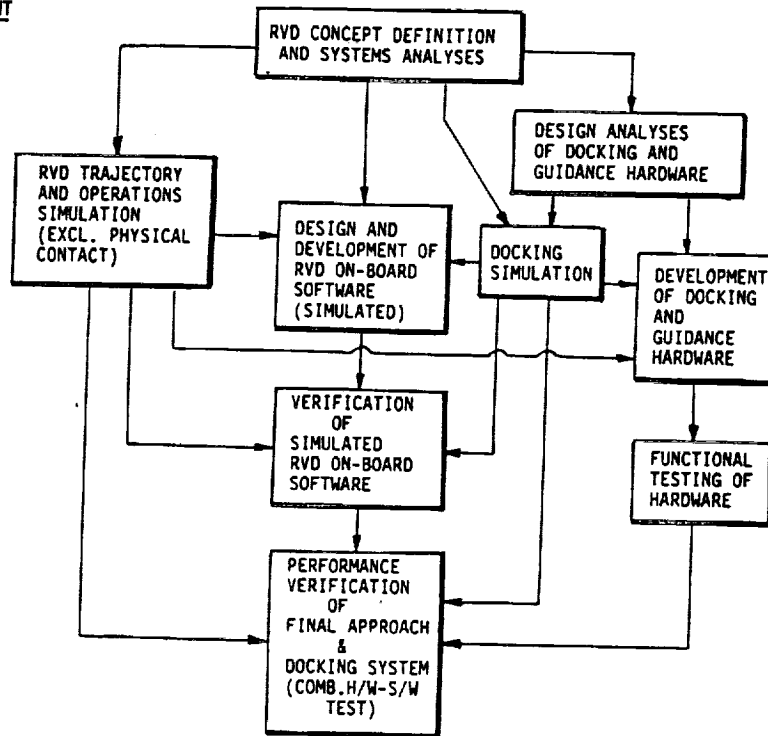 RVD CONCEPT DEFINITION
AND SYSTEMS ANALYSES
DESIGN ANALYSES
OF DOCKING AND
GUIDANCE HARDWARE
RVD TRAJECTORY
AND OPERATIONS
SIMULATION
(EXCL. PHYSICAL
CONTACT)
DESIGN AND
DEVELOPMENT OF
RVD ON-BOARD
SOFTWARE
(SIMULATED)
DOCKING
SIMULATION
DEVELOPMENT
OF DOCKING
AND
GUIDANCE
HARDWARE
VERIFICATION
OF
SIMULATED
RVD ON-BOARD
SOFTWARE
FUNCTIONAL
TESTING OF
HARDWARE
PERFORMANCE
VERIFICATION
OF
FINAL APPROACH
&
DOCKING SYSTEM
(COMB.H/W-S/W
TEST)